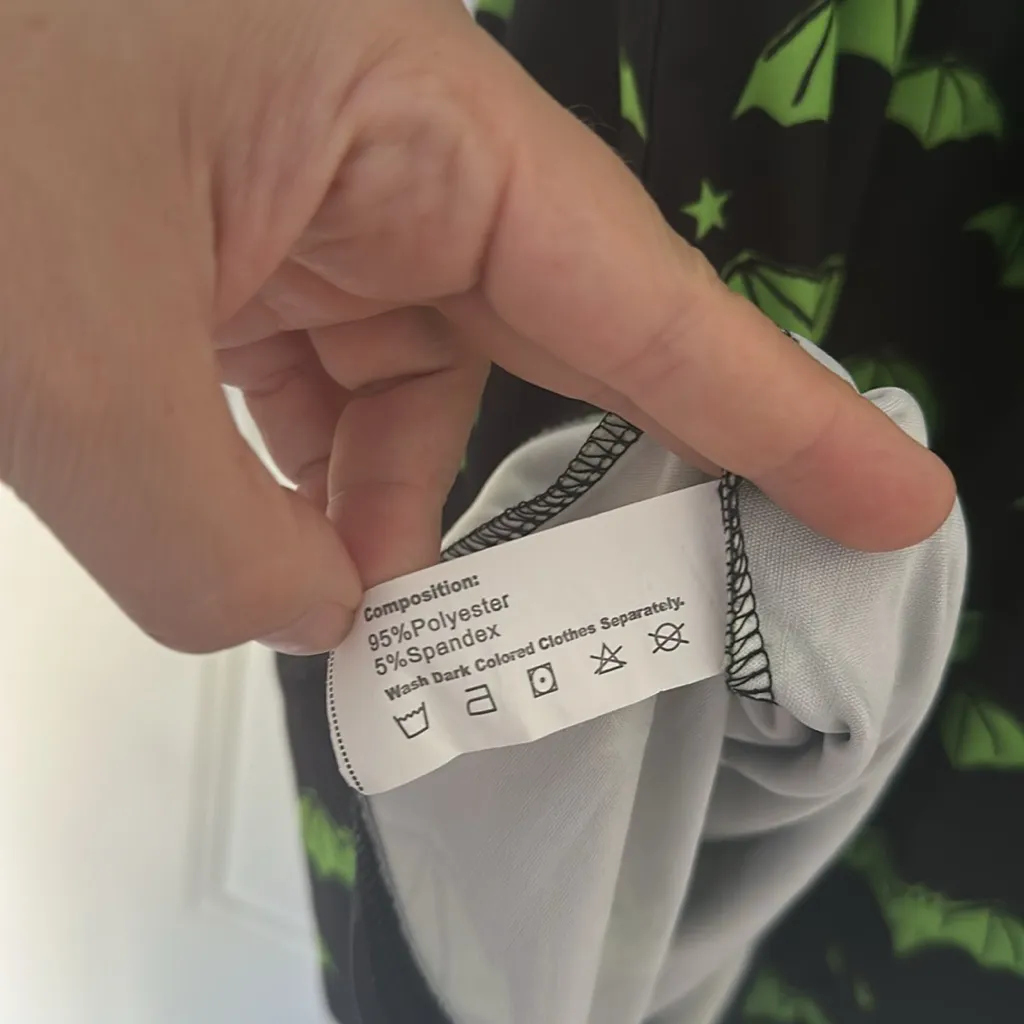 Composition:
95%Polyester
5%Spandex
Wash Dark Colored Clothes Separately.